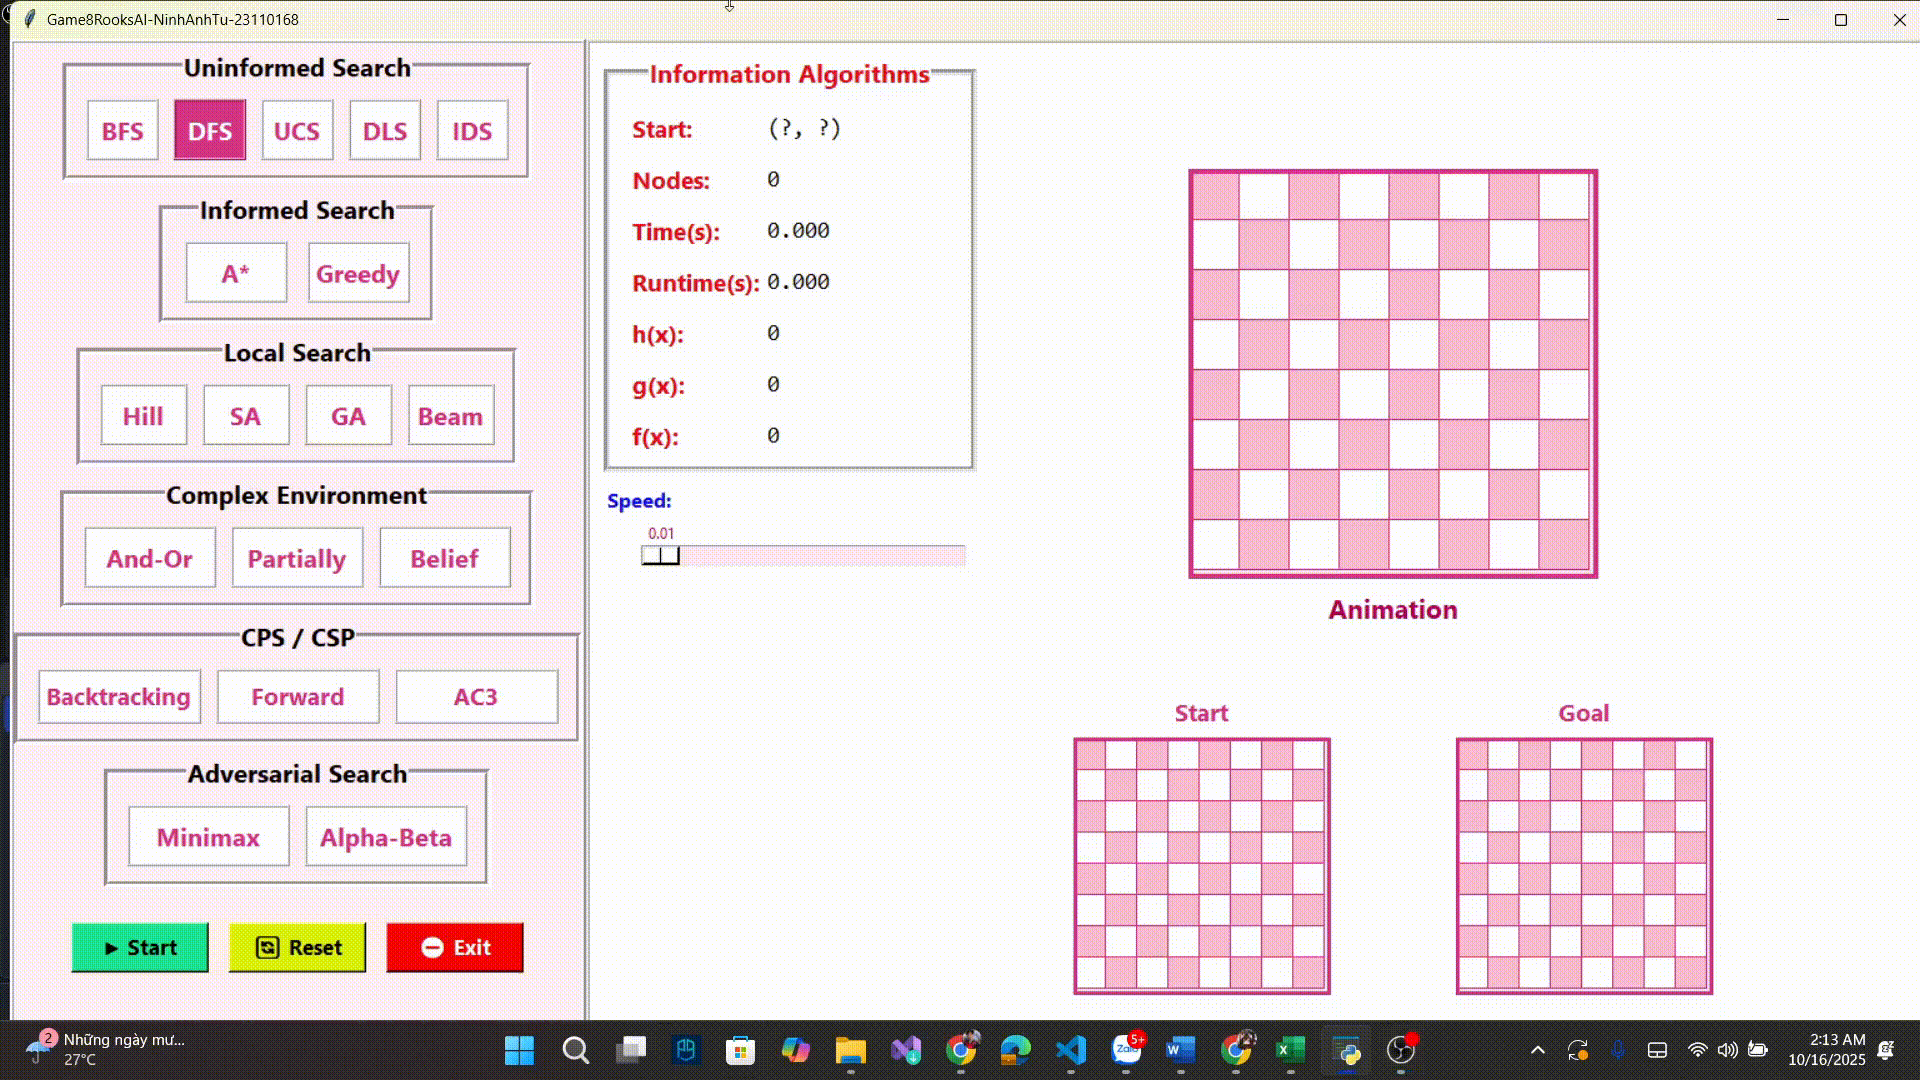 Game8RooksAI-NinhAnhTu-23110168
Uninformed Search
BFS DFS UCS DLS IDS
Informed Search
A* Greedy
Local Search
Hill SA GA Beam
Complex Environment
And-Or Partially Belief
CPS / CSP
Backtracking Forward AC3
Adversarial Search
Minimax Alpha-Beta
Start Reset Exit
Information Algorithms
Start: (?, ?)
Nodes: 0
Time(s): 0.000
Runtime(s): 0.000
h(x): 0
g(x): 0
f(x): 0
Speed:
0.01
Animation
Start Goal
2
Những ngày mư...
27°C
5+
Zalo
2:13 AM
10/16/2025